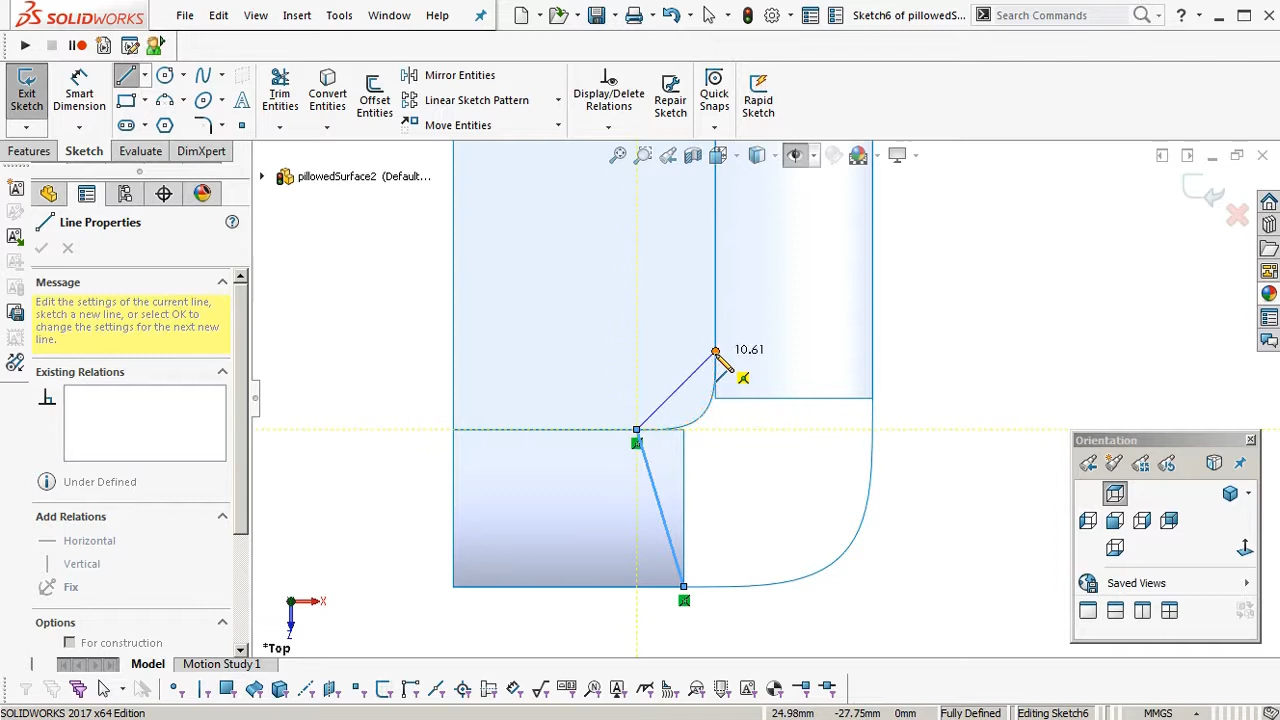 SOLIDWORKS
File
Edit
View
Insert
Tools
Window
Help
Sketch6 of pillowedS...
Search Commands
?
Exit Sketch
Smart Dimension
Trim Entities
Convert Entities
Offset Entities
Mirror Entities
Linear Sketch Pattern
Move Entities
Display/Delete Relations
Repair Sketch
Quick Snaps
Rapid Sketch
Features
Sketch
Evaluate
DimXpert
pillowedSurface2 (Default...
Line Properties
Message
Edit the settings of the current line,
sketch a new line, or select OK to
change the settings for the next new
line.
Existing Relations
Under Defined
Add Relations
Horizontal
Vertical
Fix
Options
For construction
10.61
Orientation
Saved Views
X
Z
*Top
Model
Motion Study 1
SOLIDWORKS 2017 x64 Edition
24.98mm
-27.75mm
0mm
Fully Defined
Editing Sketch6
MMGS